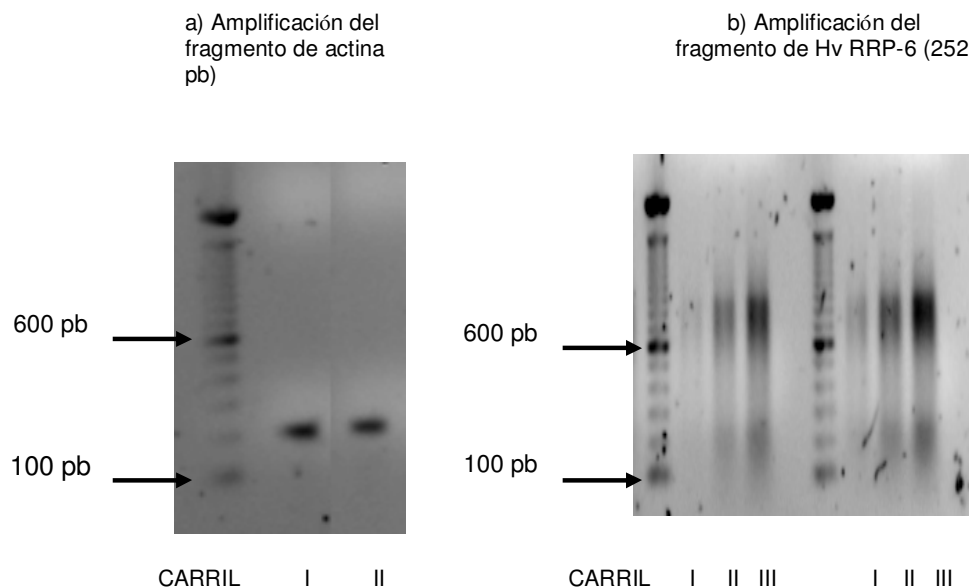 a) Amplificación del
fragmento de actina
pb)
b) Amplificación del
fragmento de Hv RRP-6 (252
600 pb
100 pb
600 pb
100 pb
CARRIL I II
CARRIL I II III I II III